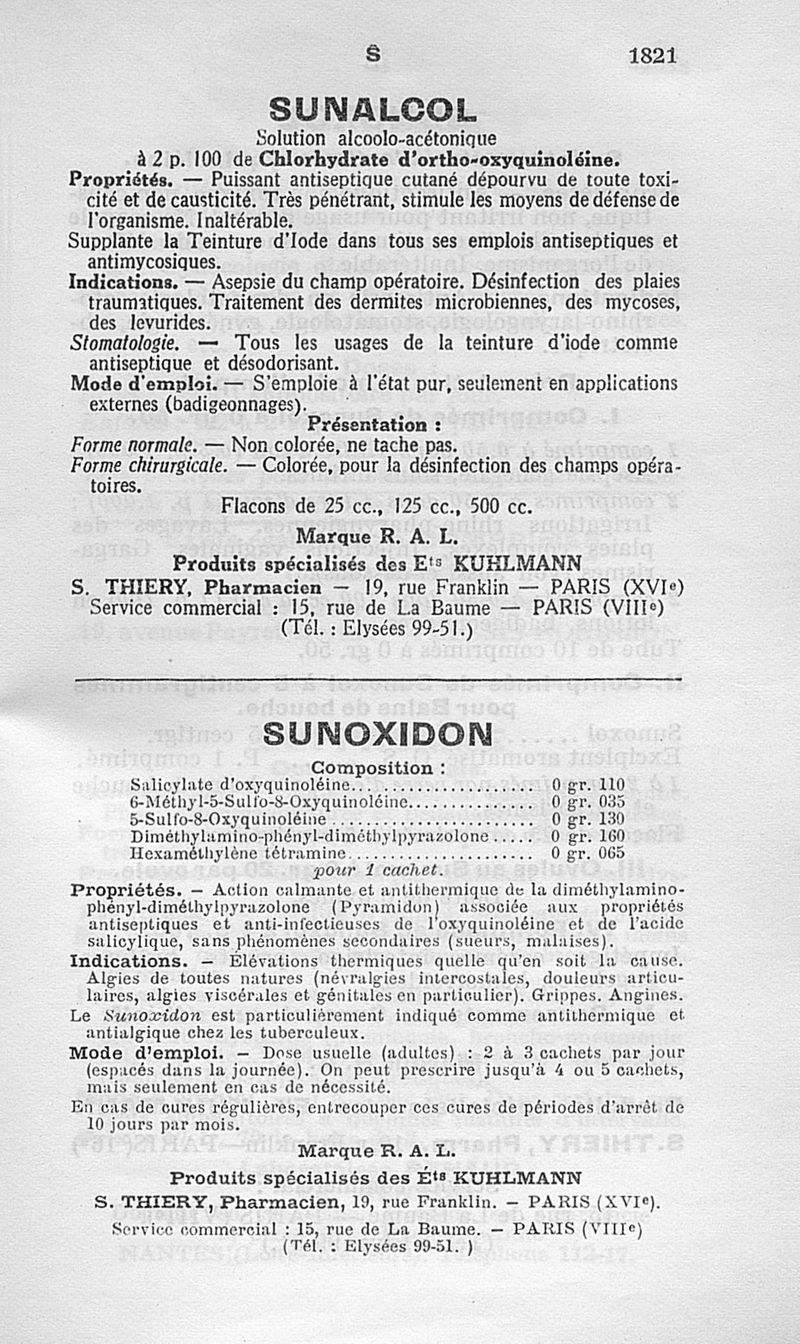 S̑ 1821
SUNALCOL
Solution alcoolo-acétonique
à 2 p. 100 de Chlorhydrate d'ortho-oxyquinoléine.
Propriétés. — Puissant antiseptique cutané dépourvu de toute toxi-
cité et de causticité. Très pénétrant, stimule les moyens de défense de
l'organisme. Inaltérable.
Supplante la Teinture d'Iode dans tous ses emplois antiseptiques et
antimycosiques.
Indications. — Asepsie du champ opératoire. Désinfection des plaies
traumatiques. Traitement des dermites microbiennes, des mycoses,
des levurides.
Stomatologie. — Tous les usages de la teinture d'iode comme
antiseptique et désodorisant.
Mode d'emploi. — S'emploie à l'état pur, seulement en applications
externes (badigeonnages).
Présentation :
Forme normale. — Non colorée, ne tache pas.
Forme chirurgicale. — Colorée, pour la désinfection des champs opéra-
toires.
Flacons de 25 cc., 125 cc., 500 cc.
Marque R. A. L.
Produits spécialisés des Ets KUHLMANN
S. THIERY, Pharmacien — 19, rue Franklin — PARIS (XVIe)
Service commercial : 15, rue de La Baume — PARIS (VIIIe)
(Tél. : Elysées 99-51.)
SUNOXIDON
Composition :
Salicylate d'oxyquinoléine.................... 0 gr. 110
6-Méthyl-5-Sulfo-8-Oxyquinoléine.............. 0 gr. 035
5-Sulfo-8-Oxyquinoléine ...................... 0 gr. 130
Diméthylamino-phényl-diméthylpyrazolone ..... 0 gr. 160
Hexaméthylène tétramine....................... 0 gr. 065
pour 1 cachet.
Propriétés. — Action calmante et antithermique de la diméthylamino-
phényl-diméthylpyrazolone (Pyramidon) associée aux propriétés
antiseptiques et anti-infectieuses de l'oxyquinoléine et de l'acide
salicylique, sans phénomènes secondaires (sueurs, malaises).
Indications. — Élévations thermiques quelle qu'en soit la cause.
Algies de toutes natures (névralgies intercostales, douleurs articu-
laires, algies viscérales et génitales en particulier). Grippes. Angines.
Le Sunoxidon est particulièrement indiqué comme antithermique et
antialgique chez les tuberculeux.
Mode d'emploi. — Dose usuelle (adultes) : 2 à 3 cachets par jour
(espacés dans la journée). On peut prescrire jusqu'à 4 ou 5 cachets,
mais seulement en cas de nécessité.
En cas de cures régulières, entrecouper ces cures de périodes d'arrêt de
10 jours par mois.
Marque R. A. L.
Produits spécialisés des Éts KUHLMANN
S. THIERY, Pharmacien, 19, rue Franklin. — PARIS (XVIe).
Service commercial : 15, rue de La Baume. — PARIS (VIIIe)
(Tél. : Elysées 99-51. )